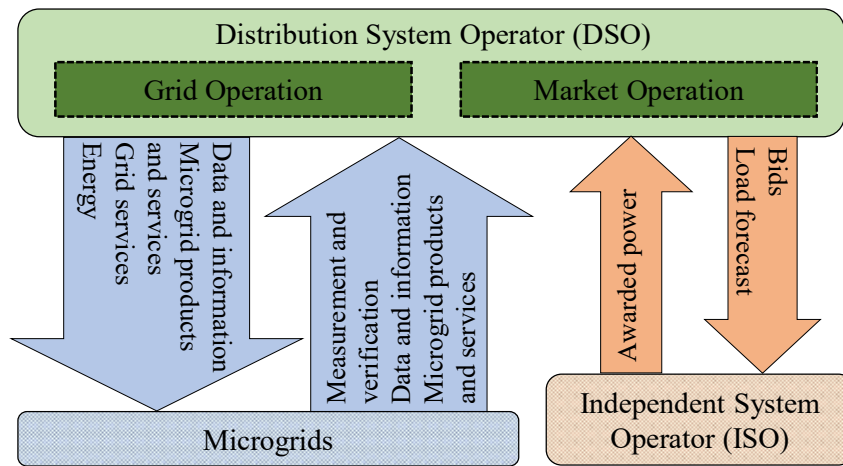 Distribution System Operator (DSO)
Grid Operation
Market Operation
Data and information
Microgrid products
and services
Grid services
Energy
Measurement and
verification
Data and information
Microgrid products
and services
Awarded power
Bids
Load forecast
Microgrids
Independent System
Operator (ISO)